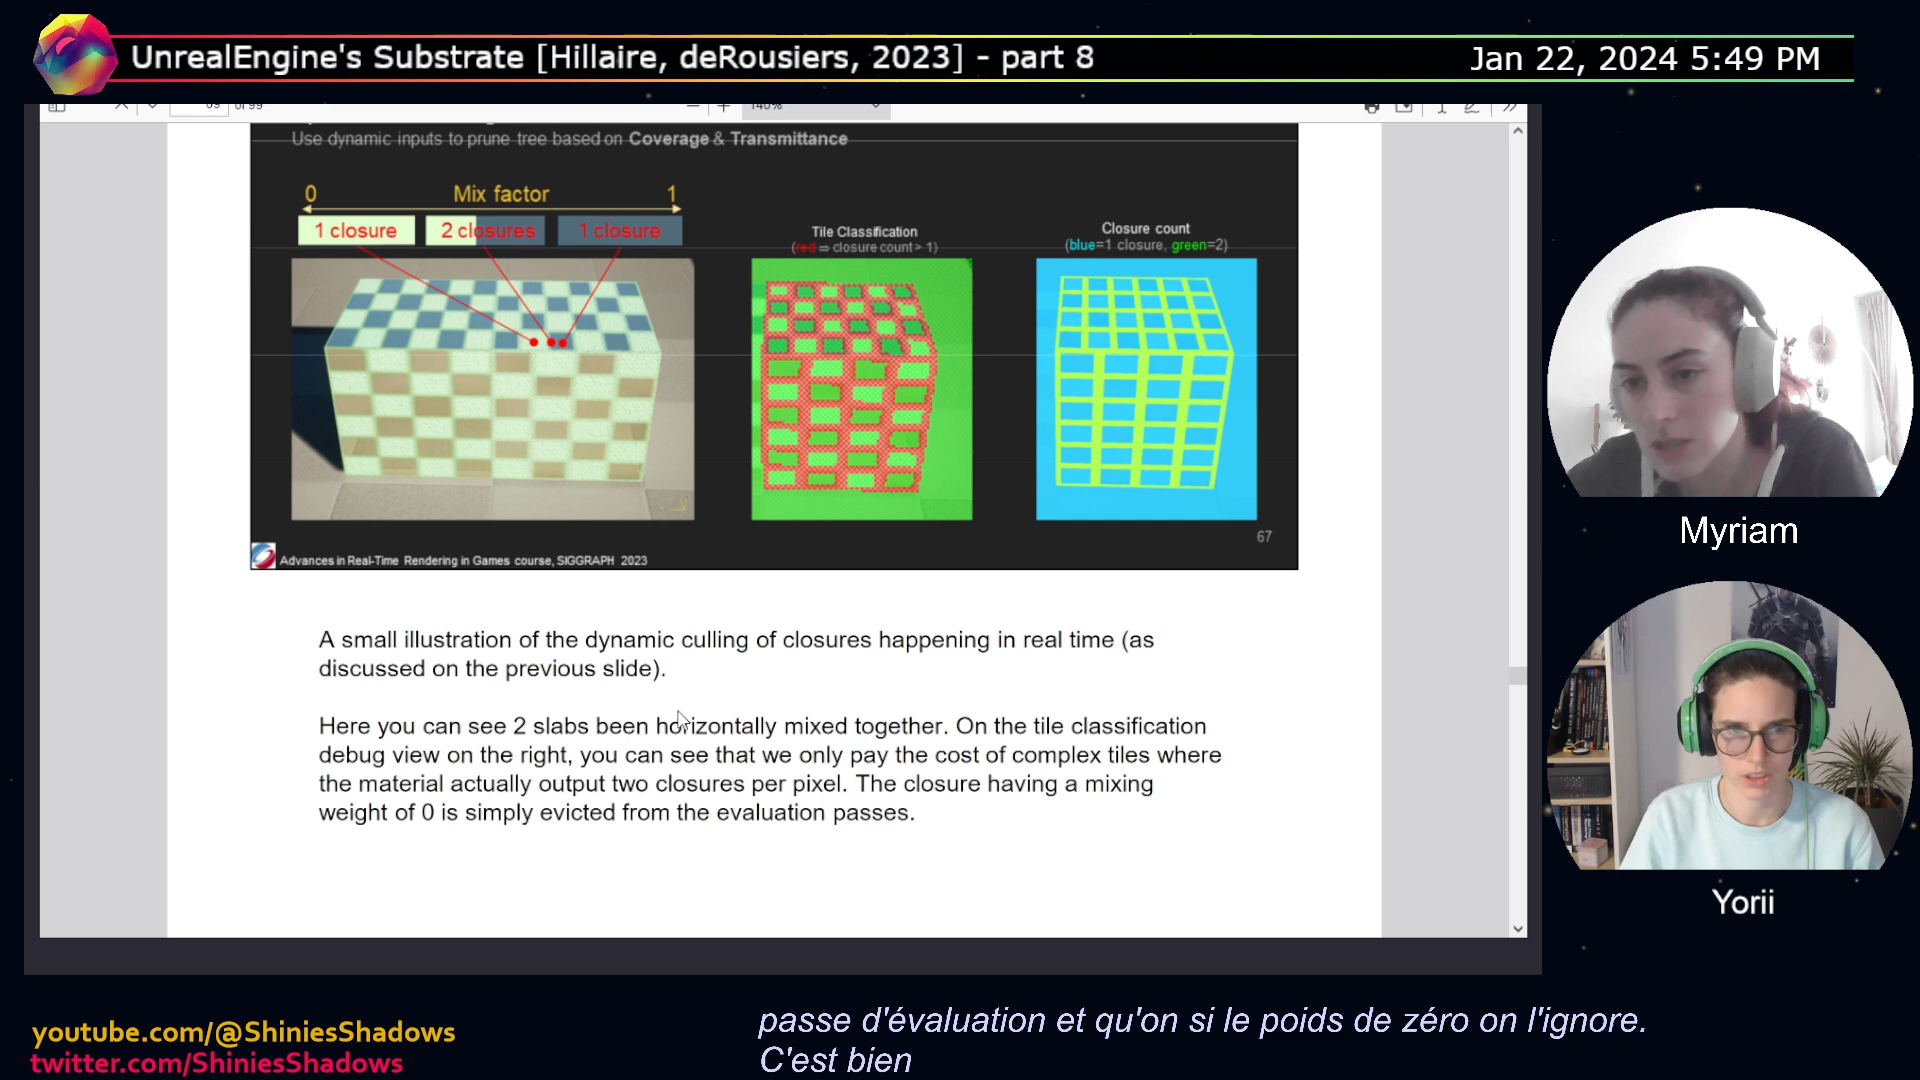 UnrealEngine's Substrate [Hillaire, deRousiers, 2023] - part 8
Jan 22, 2024 5:49 PM
69 of 99
140%
Use dynamic inputs to prune tree based on Coverage & Transmittance
0 Mix factor 1
1 closure 2 closures 1 closure
Tile Classification
(red ⇒ closure count > 1)
Closure count
(blue=1 closure, green=2)
67
Advances in Real-Time Rendering in Games course, SIGGRAPH 2023
A small illustration of the dynamic culling of closures happening in real time (as
discussed on the previous slide).
Here you can see 2 slabs been horizontally mixed together. On the tile classification
debug view on the right, you can see that we only pay the cost of complex tiles where
the material actually output two closures per pixel. The closure having a mixing
weight of 0 is simply evicted from the evaluation passes.
Myriam
Yorii
youtube.com/@ShiniesShadows
twitter.com/ShiniesShadows
passe d'évaluation et qu'on si le poids de zéro on l'ignore.
C'est bien